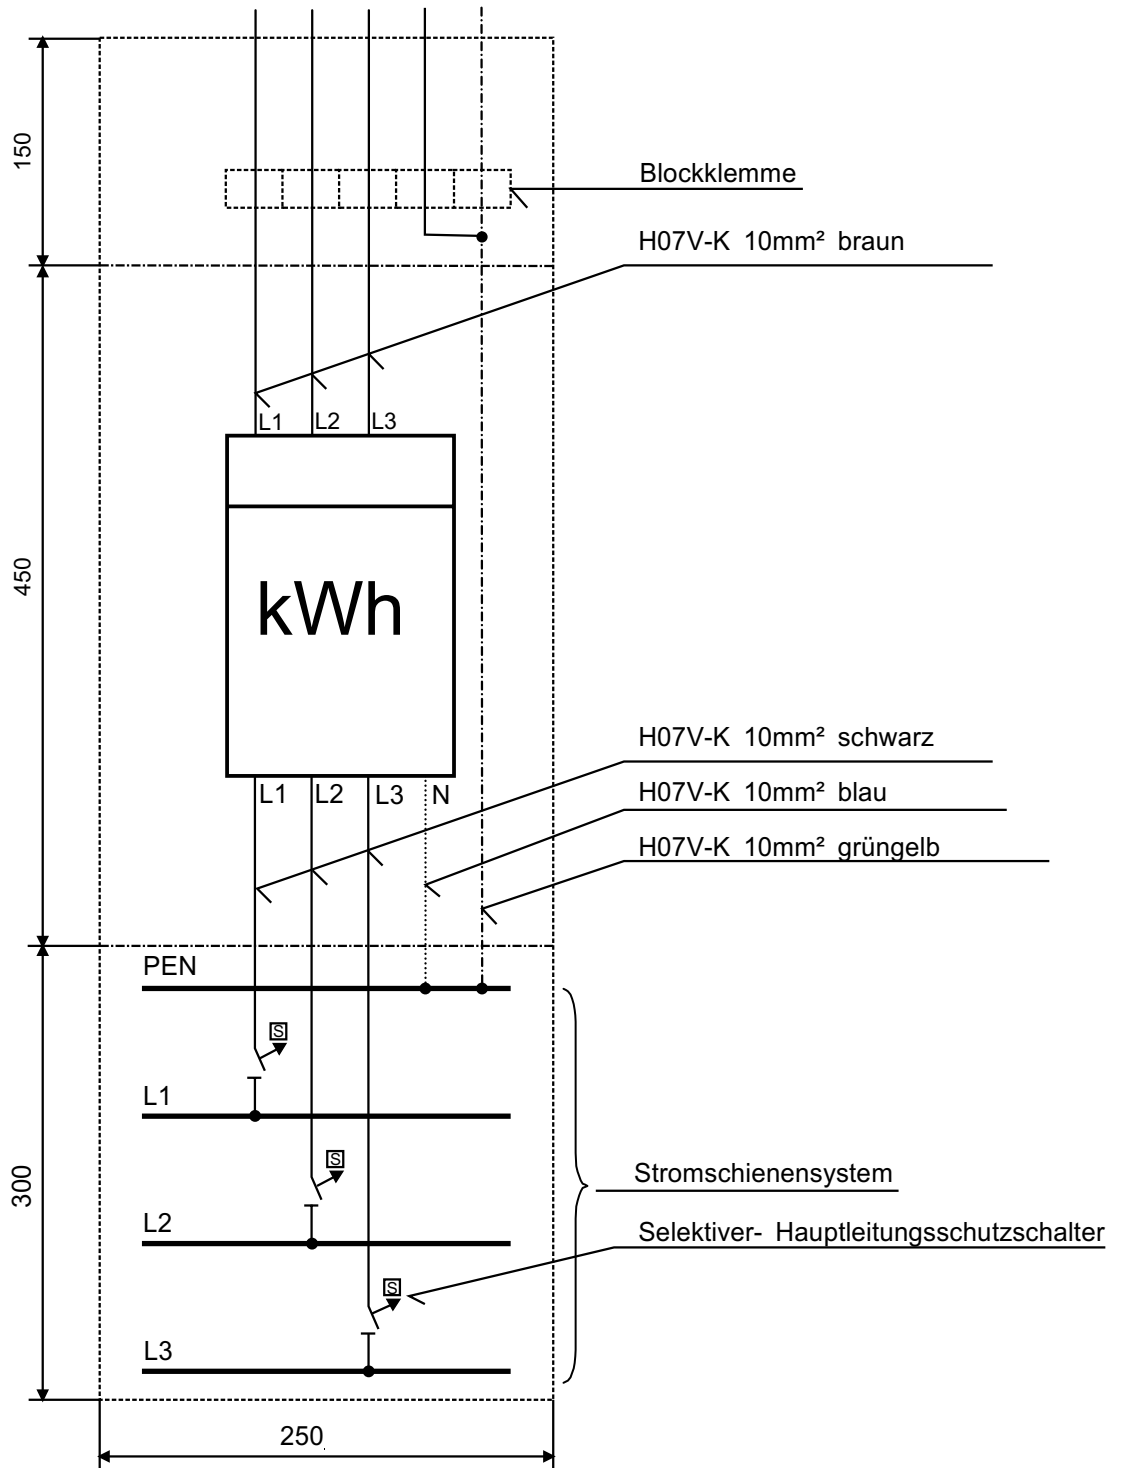 150
Blockklemme
H07V-K 10mm² braun
L1 L2 L3
450
kWh
H07V-K 10mm² schwarz
L1 L2 L3 N
H07V-K 10mm² blau
H07V-K 10mm² grüngelb
PEN
S
L1
S
300
Stromschienensystem
L2
Selektiver- Hauptleitungsschutzschalter
S
L3
250